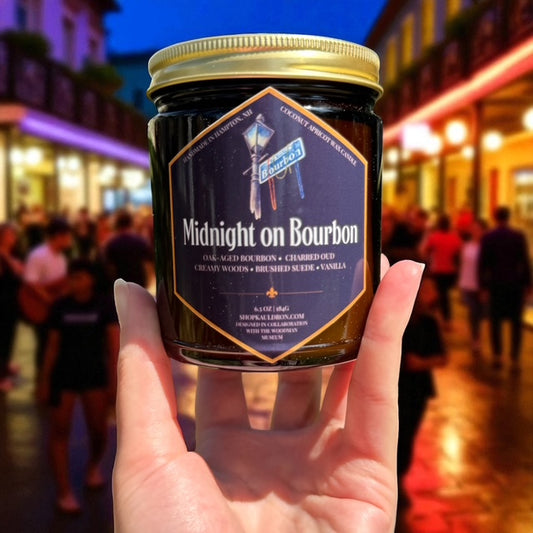 HANDMADE IN HAMPTON, NH
COCONUT APRICOT WAX CANDLE
Bourbon
Midnight on Bourbon
OAK-AGED BOURBON • CHARRED OUD
CREAMY WOODS • BRUSHED SUEDE • VANILLA
6.5 OZ | 184G
SHOPKAULDRON.COM
DESIGNED IN COLLABORATION
WITH THE WOODMAN
MUSEUM